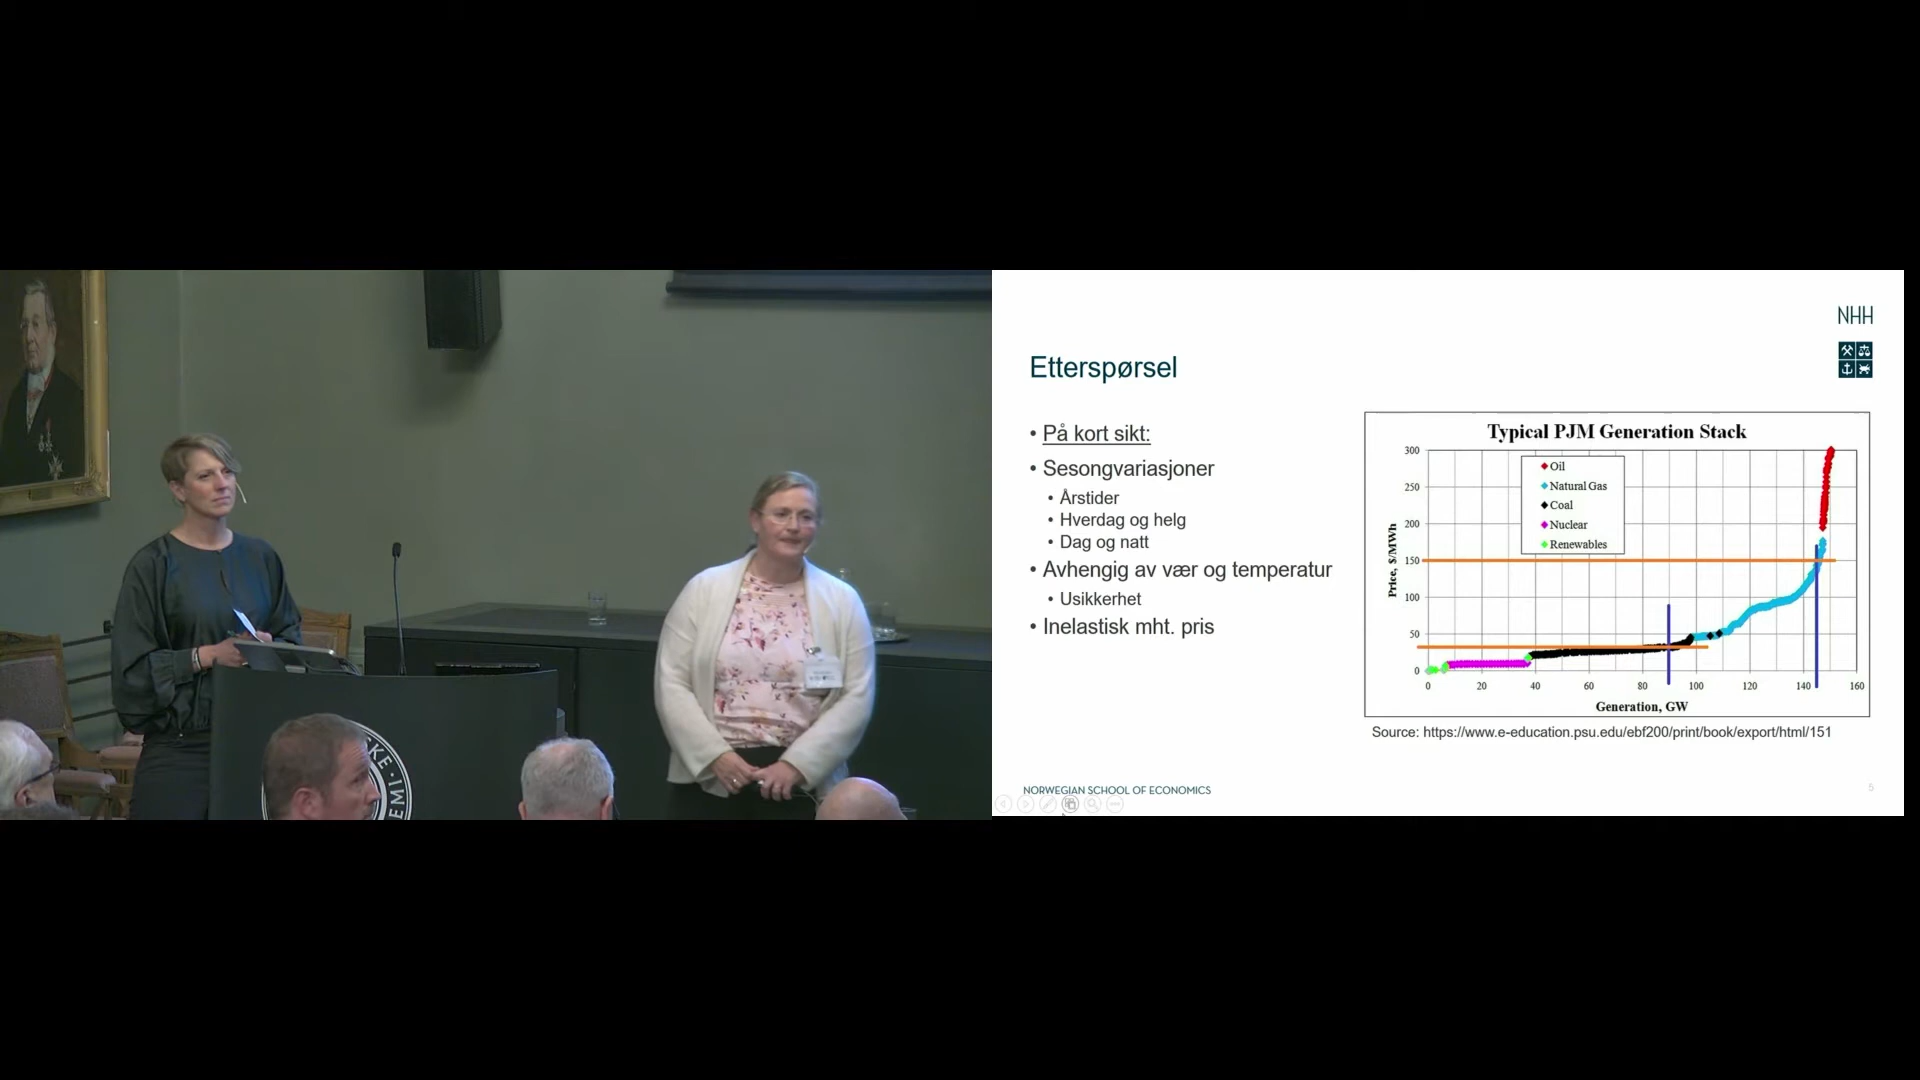 NHH
Etterspørsel
• På kort sikt:
• Sesongvariasjoner
• Årstider
• Hverdag og helg
• Dag og natt
• Avhengig av vær og temperatur
• Usikkerhet
• Inelastisk mht. pris
Typical PJM Generation Stack
Oil
Natural Gas
Coal
Nuclear
Renewables
Price, $/MWh
300
250
200
150
100
50
0
0 20 40 60 80 100 120 140 160
Generation, GW
Source: https://www.e-education.psu.edu/ebf200/print/book/export/html/151
NORWEGIAN SCHOOL OF ECONOMICS
5